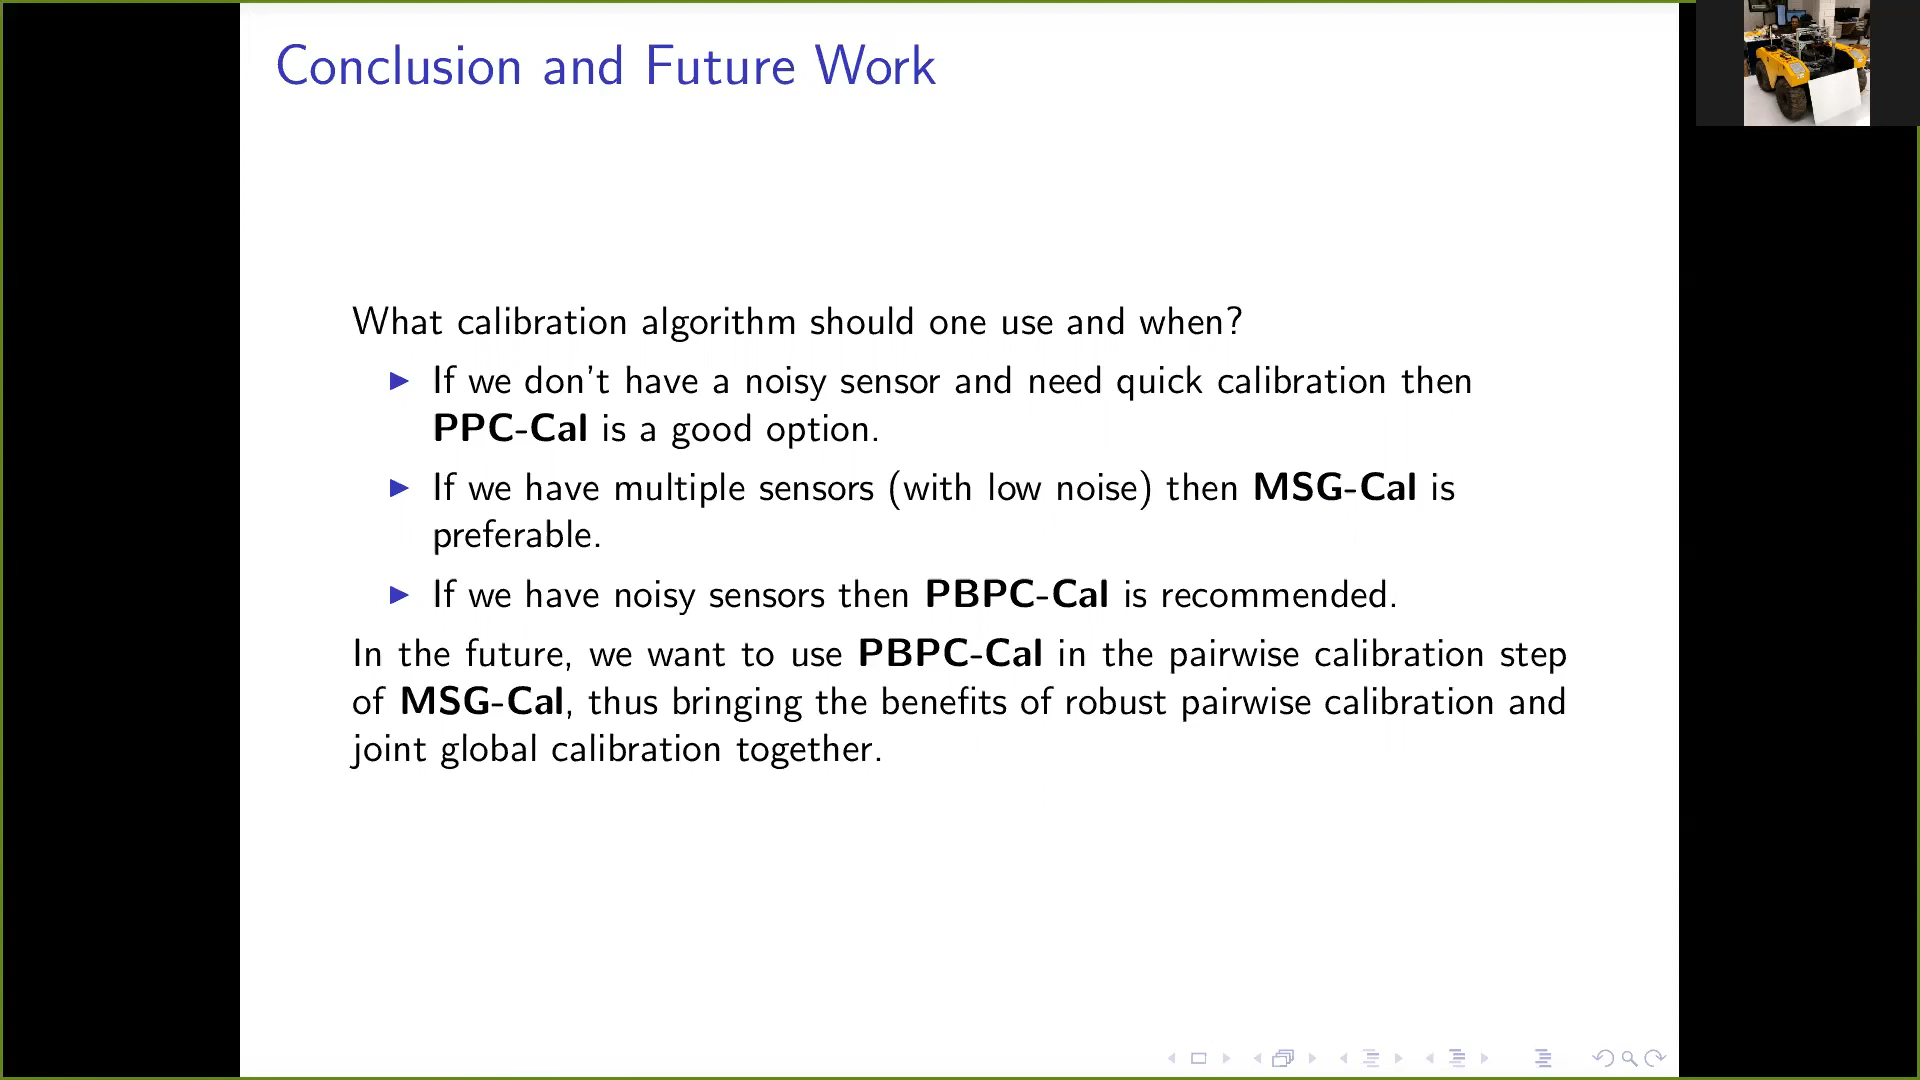 Conclusion and Future Work
What calibration algorithm should one use and when?
If we don't have a noisy sensor and need quick calibration then
PPC-Cal is a good option.
If we have multiple sensors (with low noise) then MSG-Cal is
preferable.
If we have noisy sensors then PBPC-Cal is recommended.
In the future, we want to use PBPC-Cal in the pairwise calibration step
of MSG-Cal, thus bringing the benefits of robust pairwise calibration and
joint global calibration together.